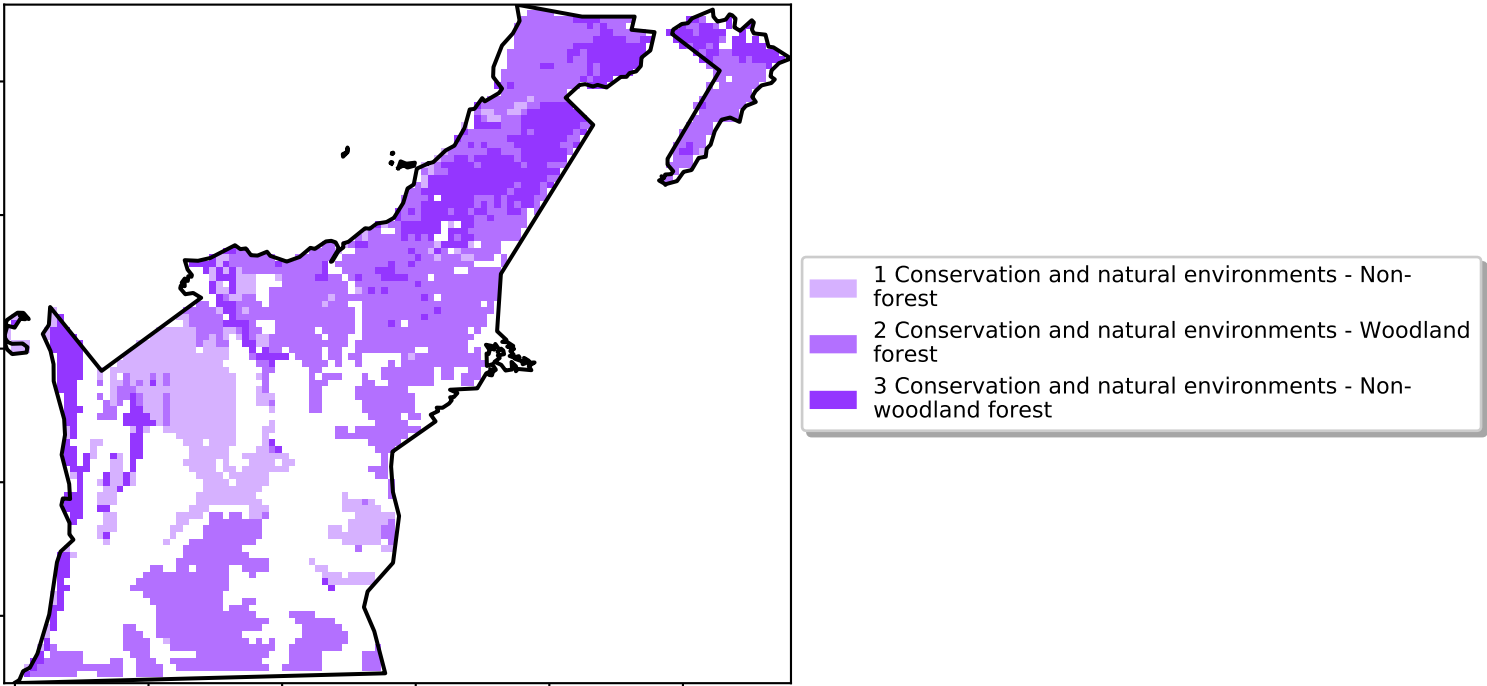 1 Conservation and natural environments - Non-
forest
2 Conservation and natural environments - Woodland
forest
3 Conservation and natural environments - Non-
woodland forest